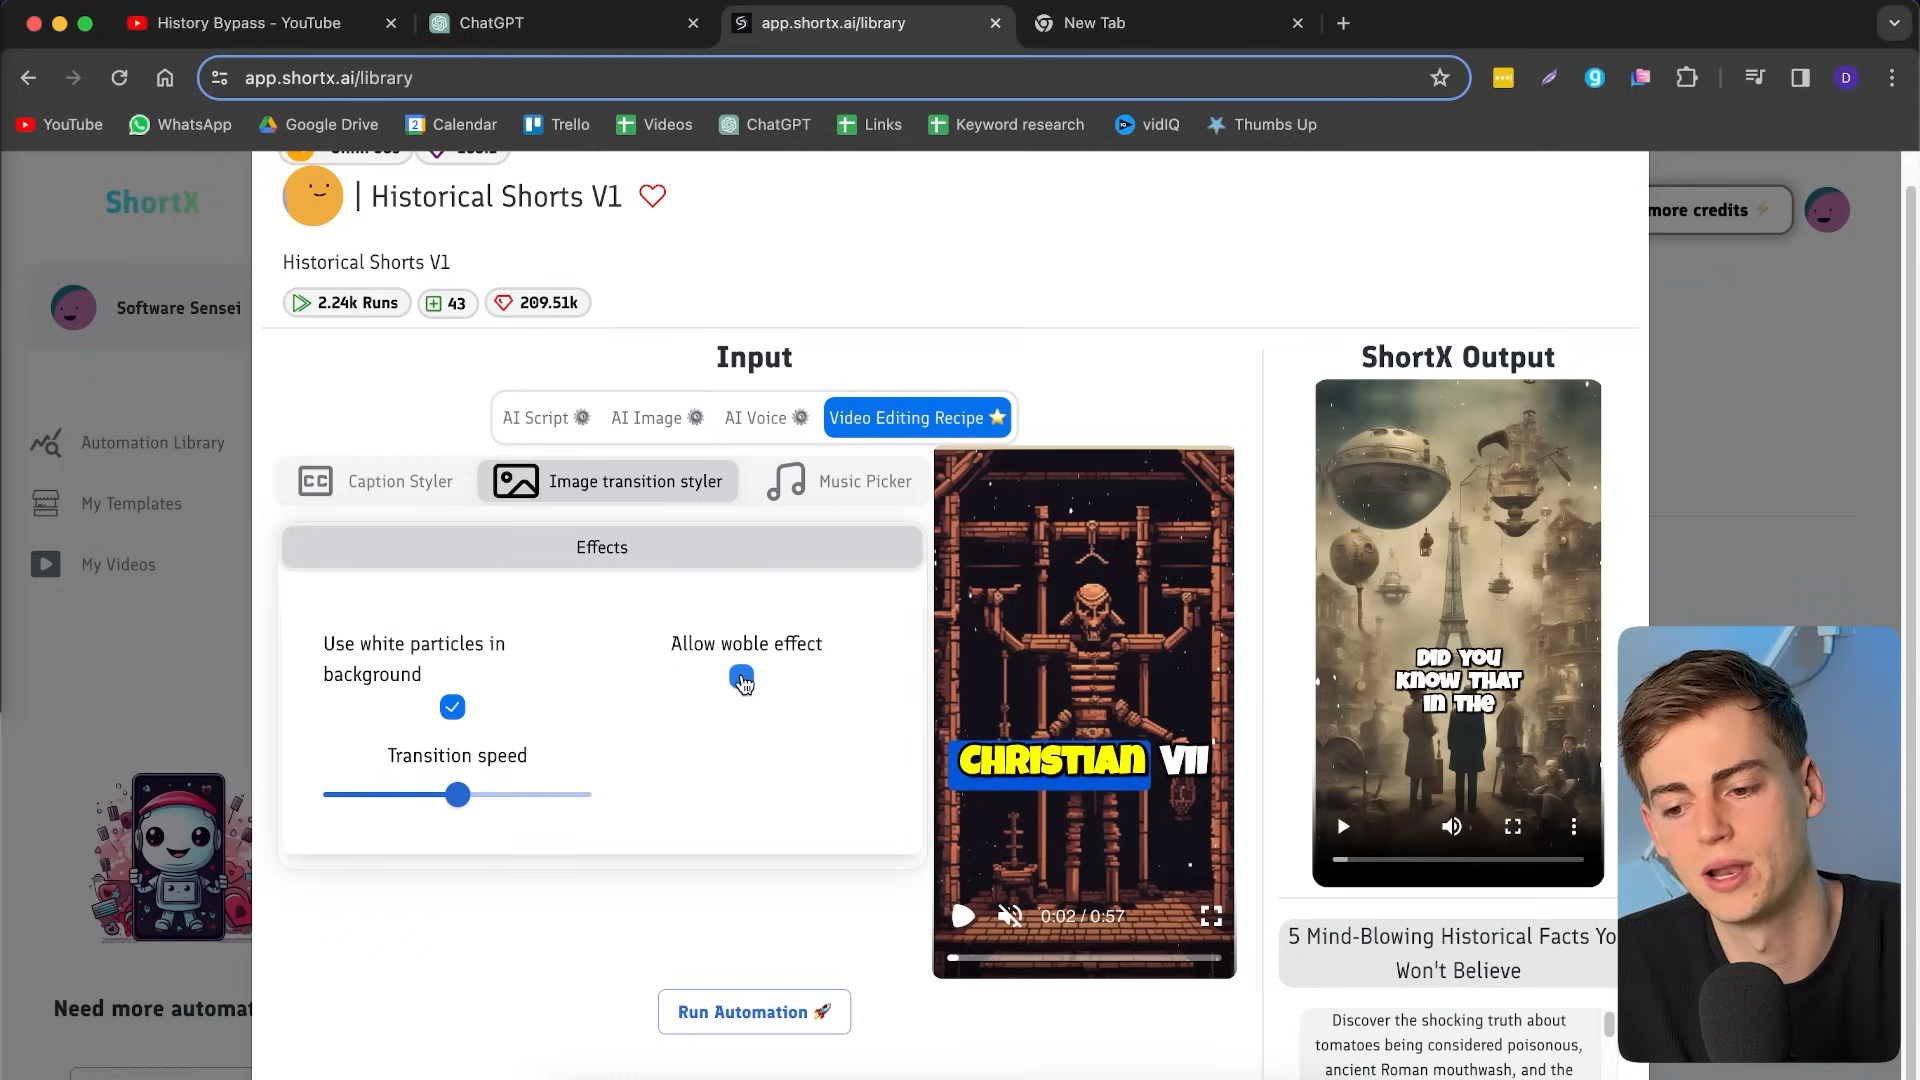 History Bypass - YouTube
ChatGPT
app.shortx.ai/library
New Tab
app.shortx.ai/library
D
YouTube
WhatsApp
Google Drive
2 Calendar
Trello
Videos
ChatGPT
Links
Keyword research
vidIQ
Thumbs Up
ShortX
| Historical Shorts V1
more credits
Software Sensei
Historical Shorts V1
2.24k Runs
43
209.51k
Input
ShortX Output
AI Script
AI Image
AI Voice
Video Editing Recipe
Automation Library
My Templates
My Videos
CC Caption Styler
Image transition styler
Music Picker
Effects
Use white particles in
background
Allow woble effect
Transition speed
CHRISTIAN VII
0:02 / 0:57
DID YOU
KNOW THAT
IN THE
5 Mind-Blowing Historical Facts Yo
Won't Believe
Discover the shocking truth about
tomatoes being considered poisonous,
ancient Roman mouthwash, and the
Need more automat
Run Automation